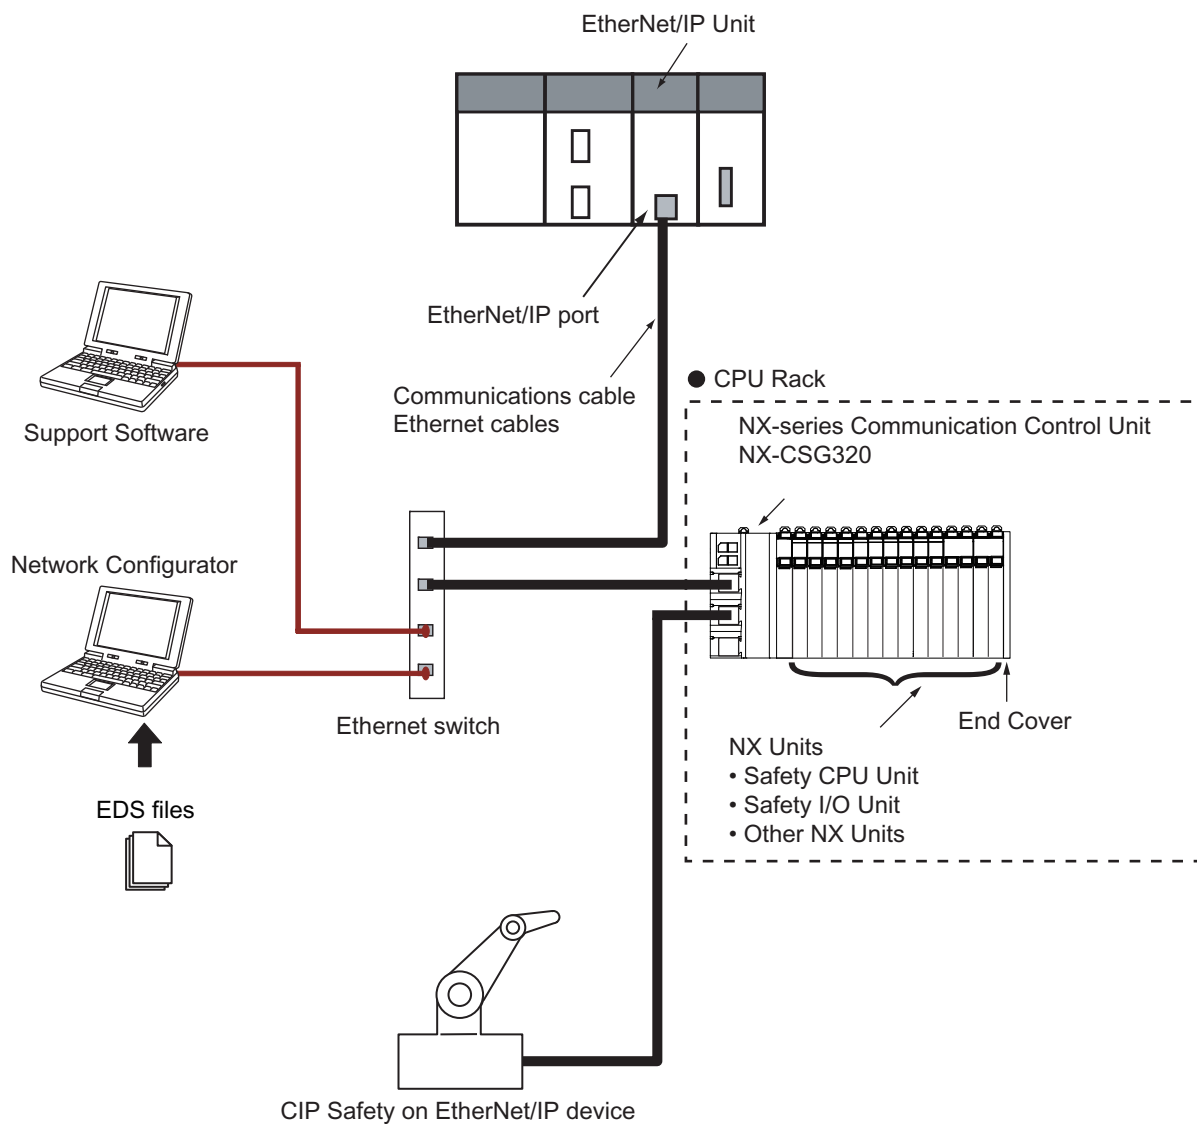 EtherNet/IP Unit
EtherNet/IP port
Communications cable
Ethernet cables
Support Software
● CPU Rack
NX-series Communication Control Unit
NX-CSG320
Network Configurator
Ethernet switch
End Cover
NX Units
• Safety CPU Unit
• Safety I/O Unit
• Other NX Units
EDS files
CIP Safety on EtherNet/IP device